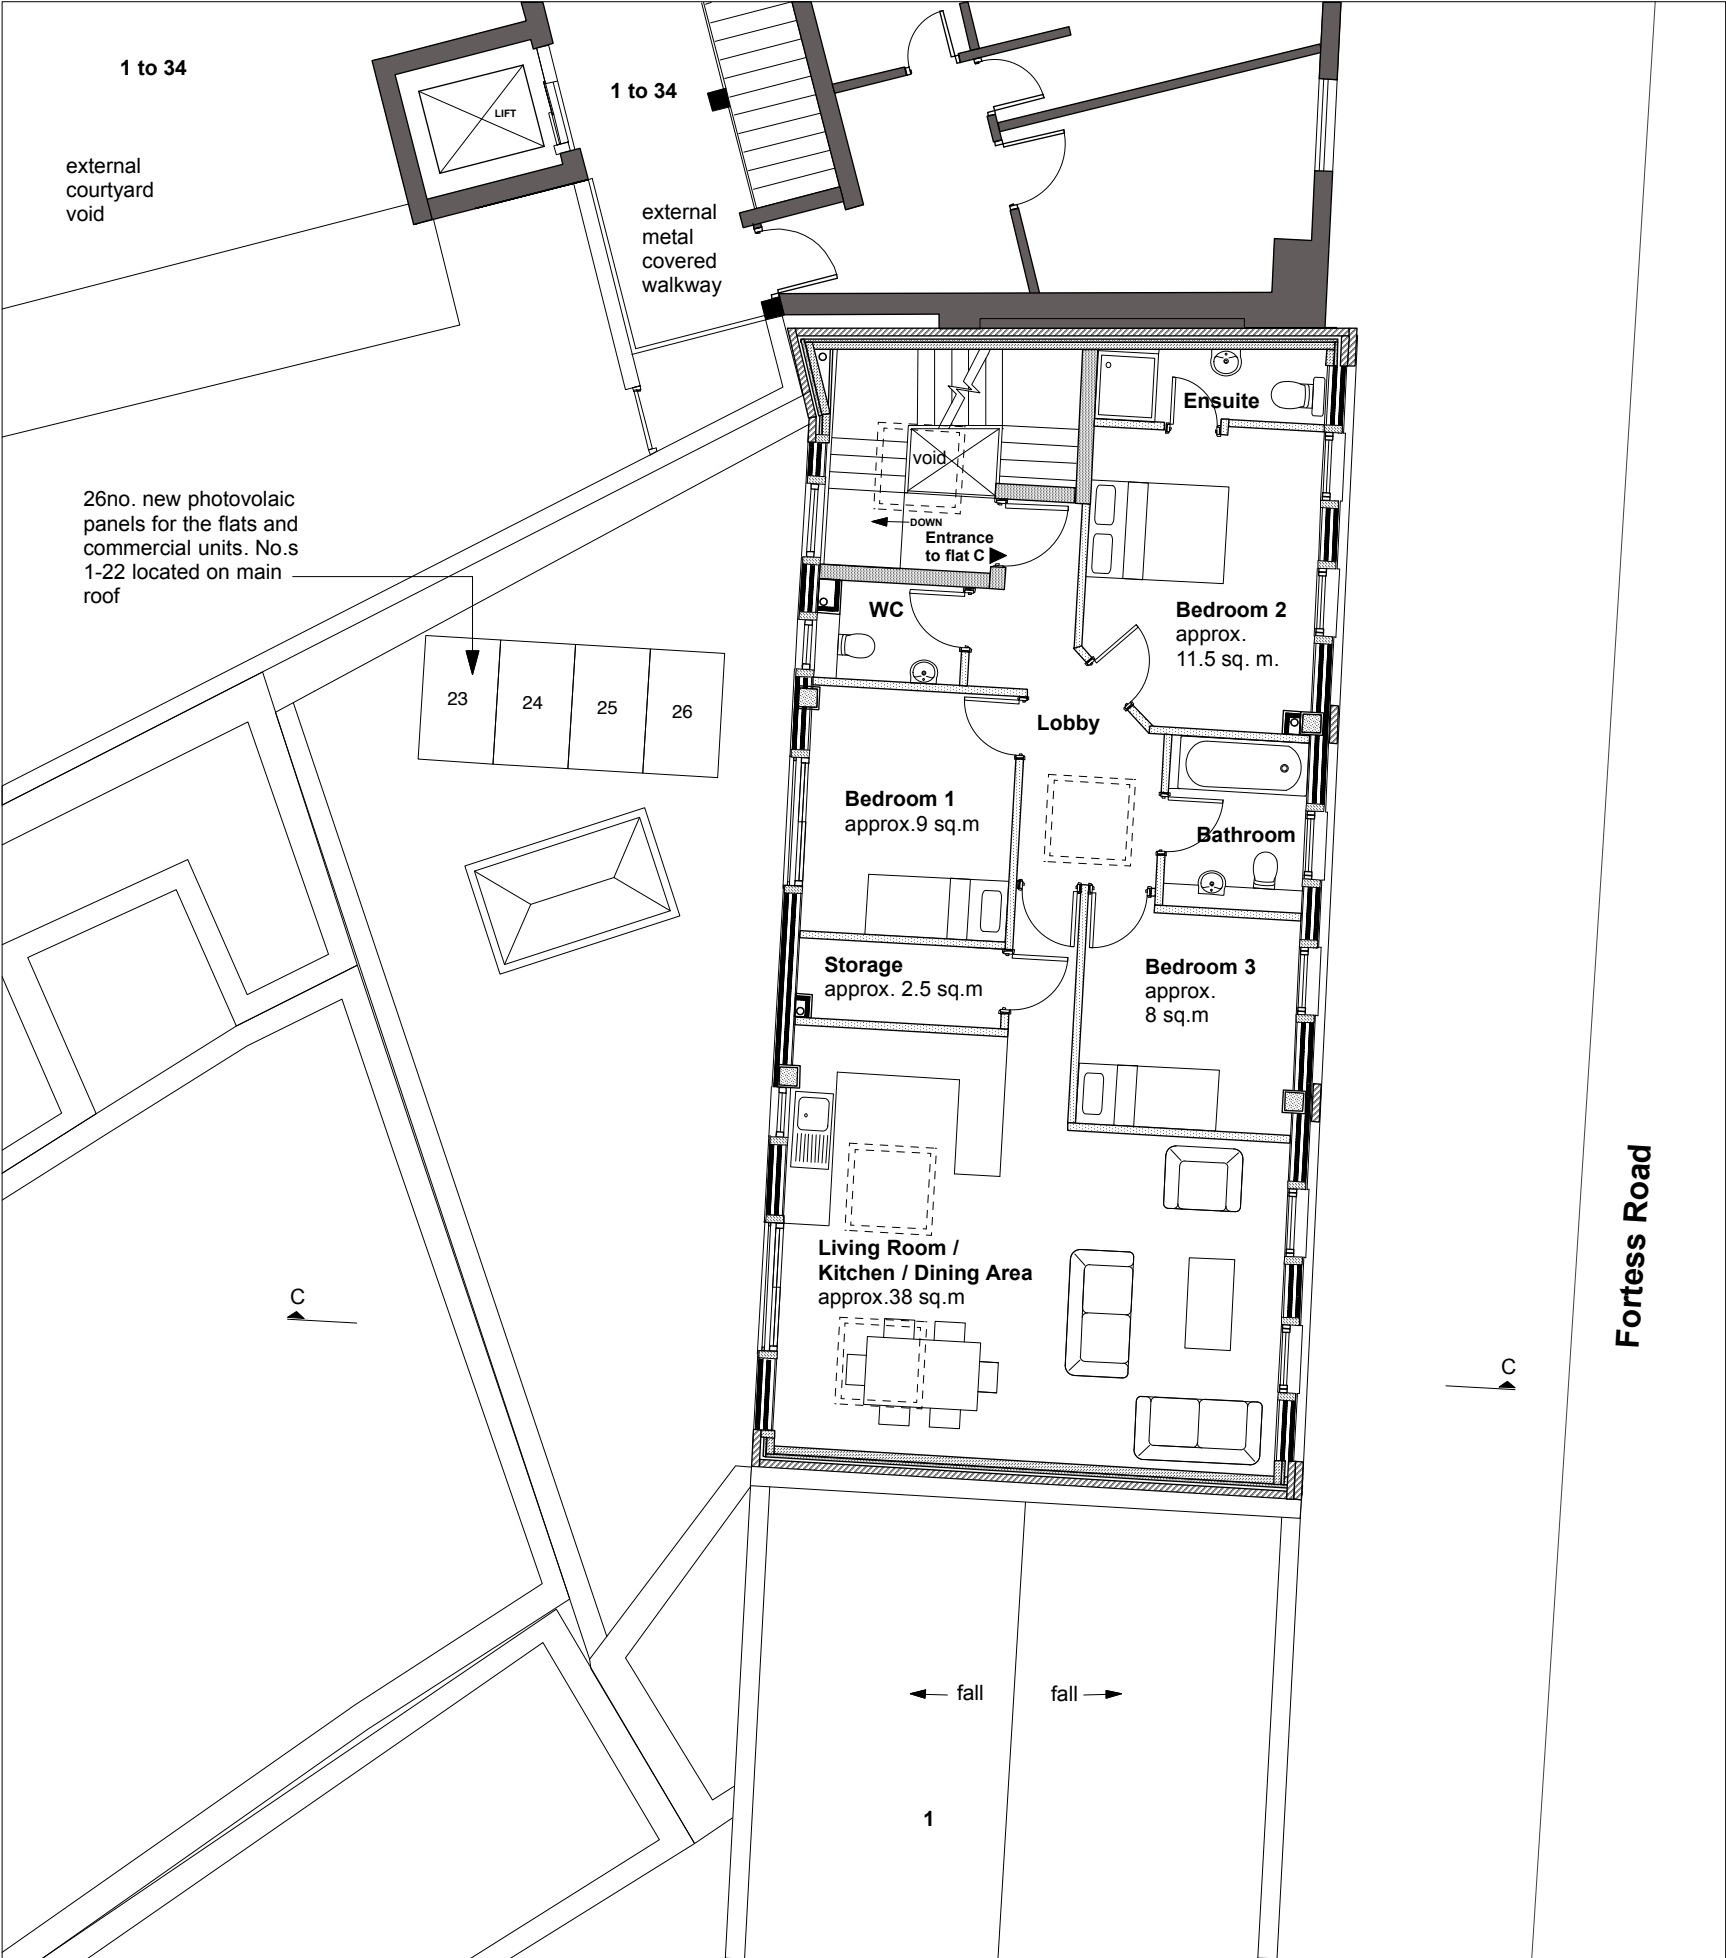 1 to 34
1 to 34
LIFT
external
courtyard
void
external
metal
covered
walkway
26no. new photovolaic
panels for the flats and
commercial units. No.s
1-22 located on main
roof
23
24
25
26
Ensuite
void
DOWN
Entrance
to flat C
WC
Bedroom 2
approx.
11.5 sq. m.
Lobby
Bedroom 1
approx.9 sq.m
Bathroom
Storage
approx. 2.5 sq.m
Bedroom 3
approx.
8 sq.m
Living Room /
Kitchen / Dining Area
approx.38 sq.m
C
C
Fortess Road
fall
fall
1